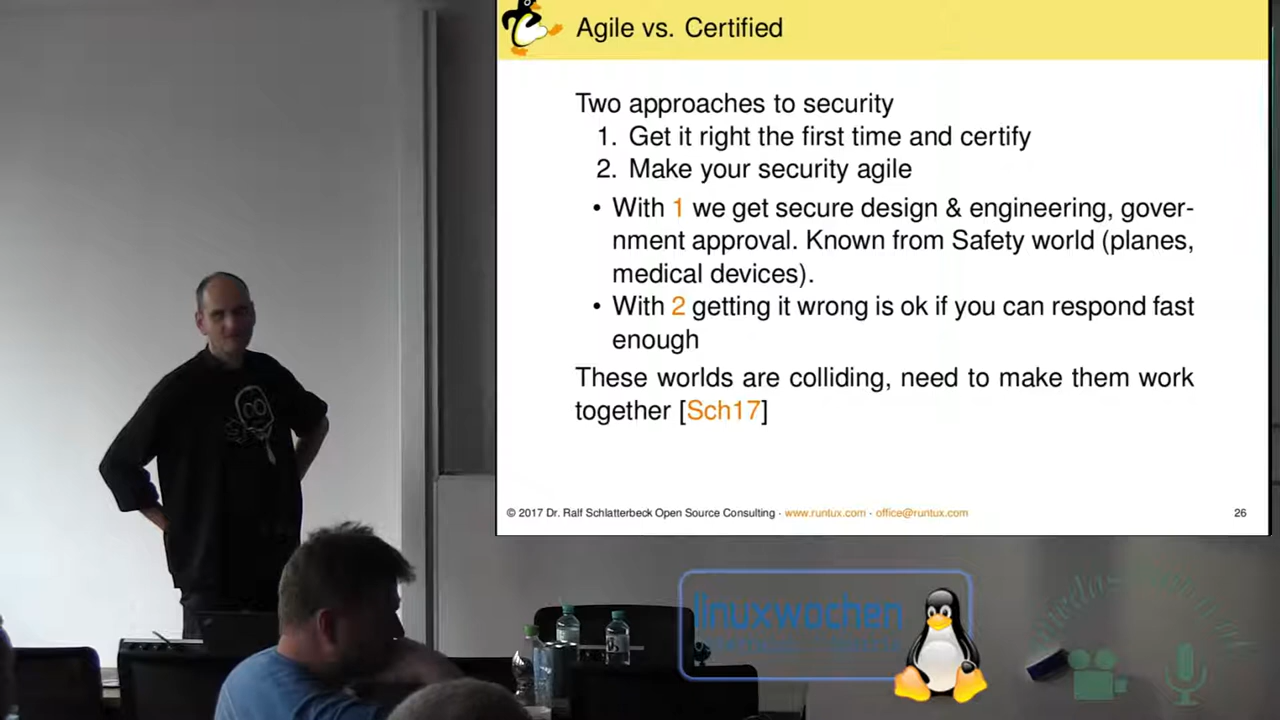 Agile vs. Certified
Two approaches to security
1. Get it right the first time and certify
2. Make your security agile
• With 1 we get secure design & engineering, gover-
nment approval. Known from Safety world (planes,
medical devices).
• With 2 getting it wrong is ok if you can respond fast
enough
These worlds are colliding, need to make them work
together [Sch17]
© 2017 Dr. Ralf Schlatterbeck Open Source Consulting · www.runtux.com · office@runtux.com
26
linuxwochen